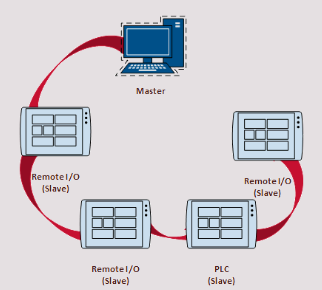 Master
Remote I/O
(Slave)
Remote I/O
(Slave)
Remote I/O
(Slave)
PLC
(Slave)